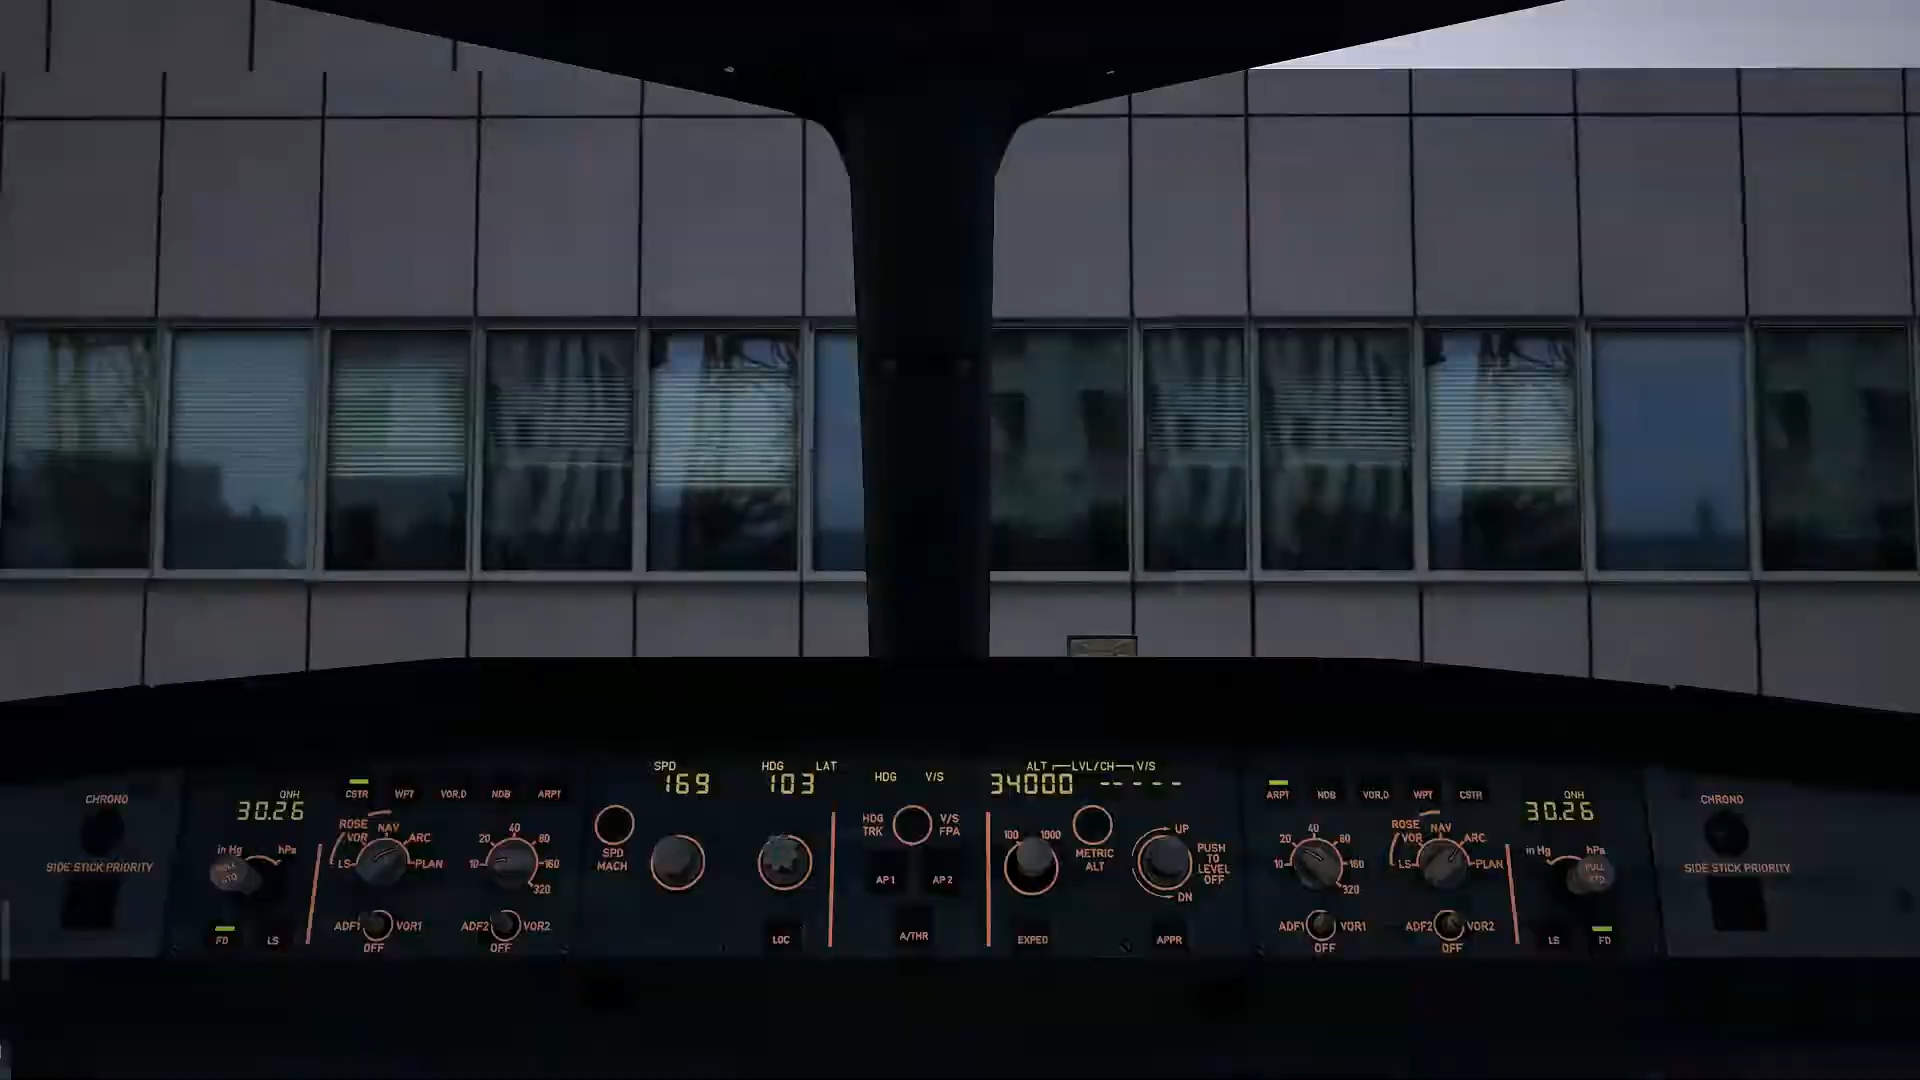 SPD HDG LAT HDG V/S ALT LVL/CH V/S
169 103 34000 -----
CHRONO
SIDE STICK PRIORITY
QNH
30.26
in Hg hPa
PULL STD
FD LS
CSTR WPT VOR.D NDB ARPT
ROSE
LS VOR NAV ARC PLAN
10 20 40 80 160 320
ADF1 VOR1
OFF
ADF2 VOR2
OFF
SPD
MACH
LOC
HDG V/S
TRK FPA
AP1 AP2
A/THR
100 1000
EXPED
METRIC
ALT
UP
DN
PUSH
TO
LEVEL
OFF
APPR
ARPT NDB VOR.D WPT CSTR
10 20 40 80 160 320
ROSE
LS VOR NAV ARC PLAN
ADF1 VOR1
OFF
ADF2 VOR2
OFF
QNH
30.26
in Hg hPa
PULL
STD
LS FD
CHRONO
SIDE STICK PRIORITY